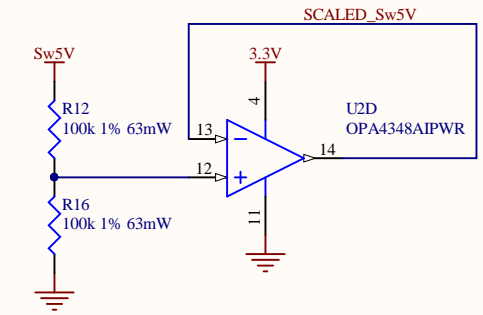 SCALED_Sw5V
Sw5V
3.3V
4
R12
100k 1% 63mW
U2D
OPA4348AIPWR
13
14
12
R16
100k 1% 63mW
11